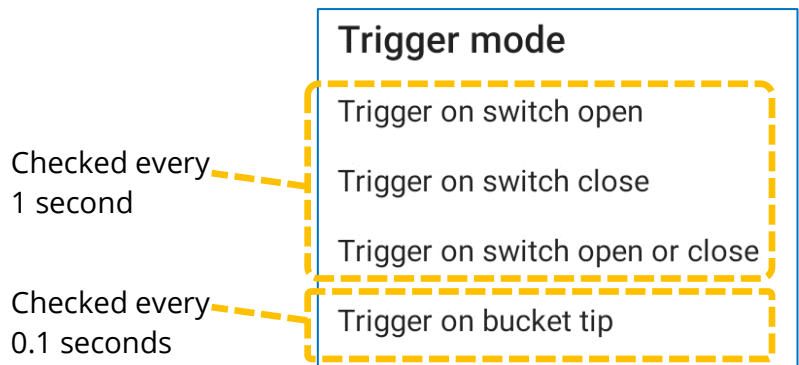 Trigger mode
Trigger on switch open
Checked every
1 second
Trigger on switch close
Trigger on switch open or close
Checked every
0.1 seconds
Trigger on bucket tip